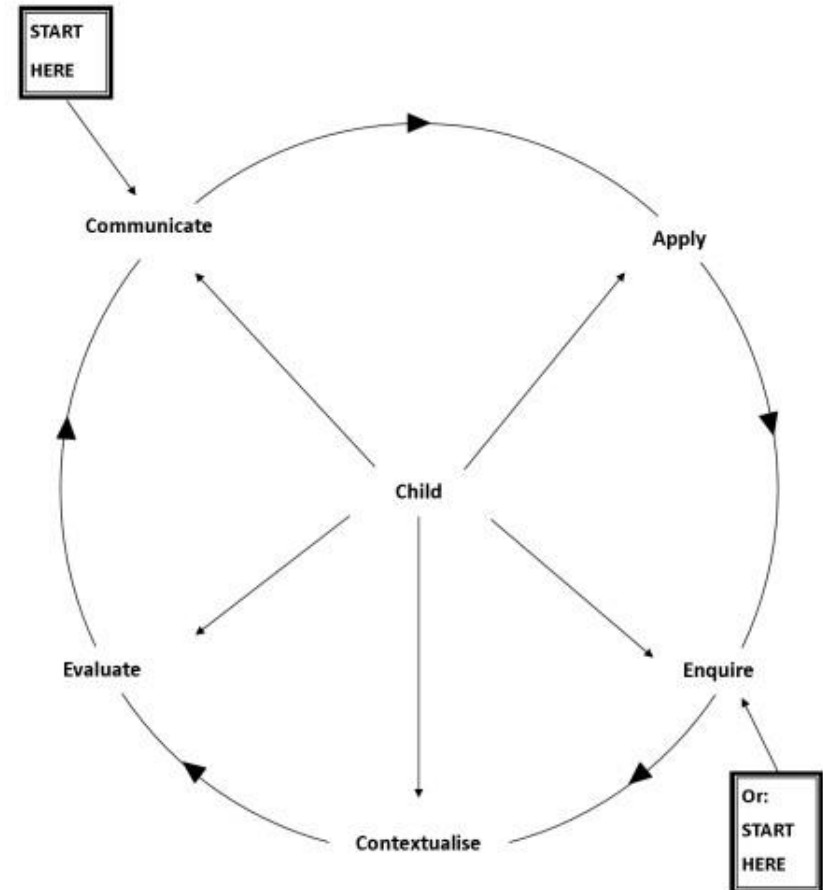 START
HERE
Communicate
Apply
Child
Evaluate
Enquire
Contextualise
Or:
START
HERE